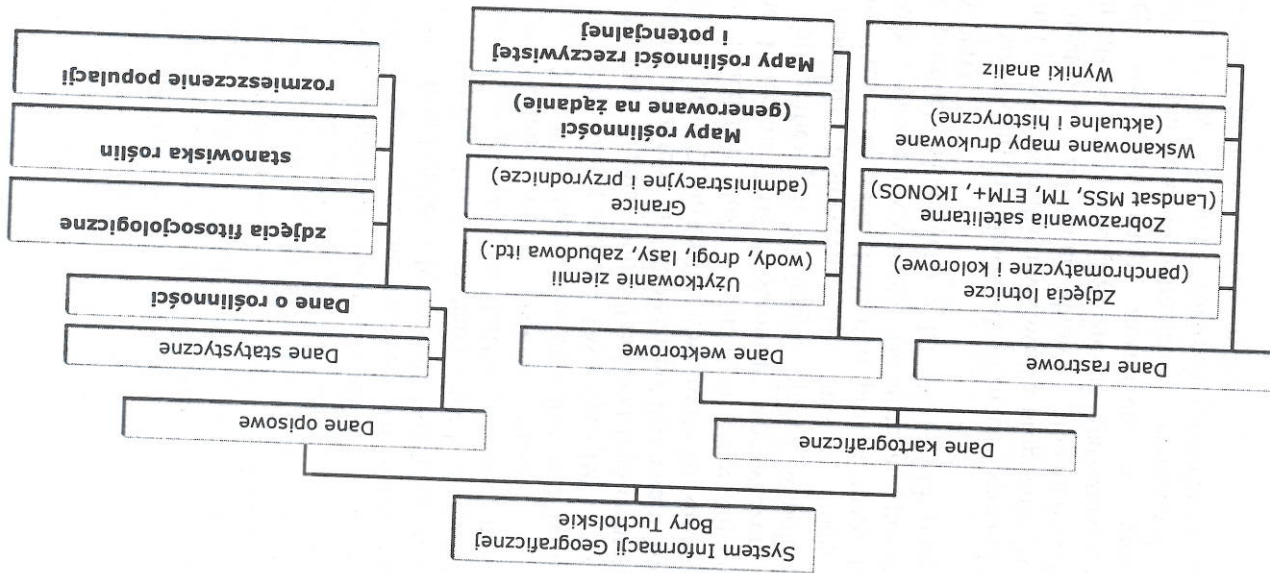 System Informacji Geograficznej
Bory Tucholskie
Dane kartograficzne
Dane opisowe
Dane rastrowe
Dane wektorowe
Dane statystyczne
Dane o roślinności
Zdjęcia lotnicze
(panchromatyczne i kolorowe)
Zobrazowania satelitarne
(Landsat MSS, TM, ETM+, IKONOS)
Wskanowane mapy drukowane
(aktualne i historyczne)
Wyniki analiz
Użytkowanie ziemi
(wody, drogi, lasy, zabudowa itd.)
Granice
(administracyjne i przyrodnicze)
Mapy roślinności
(generowane na żądanie)
Mapy roślinności rzeczywistej
i potencjalnej
zdjęcia fitosocjologiczne
stanowiska roślin
rozmieszczenie populacji